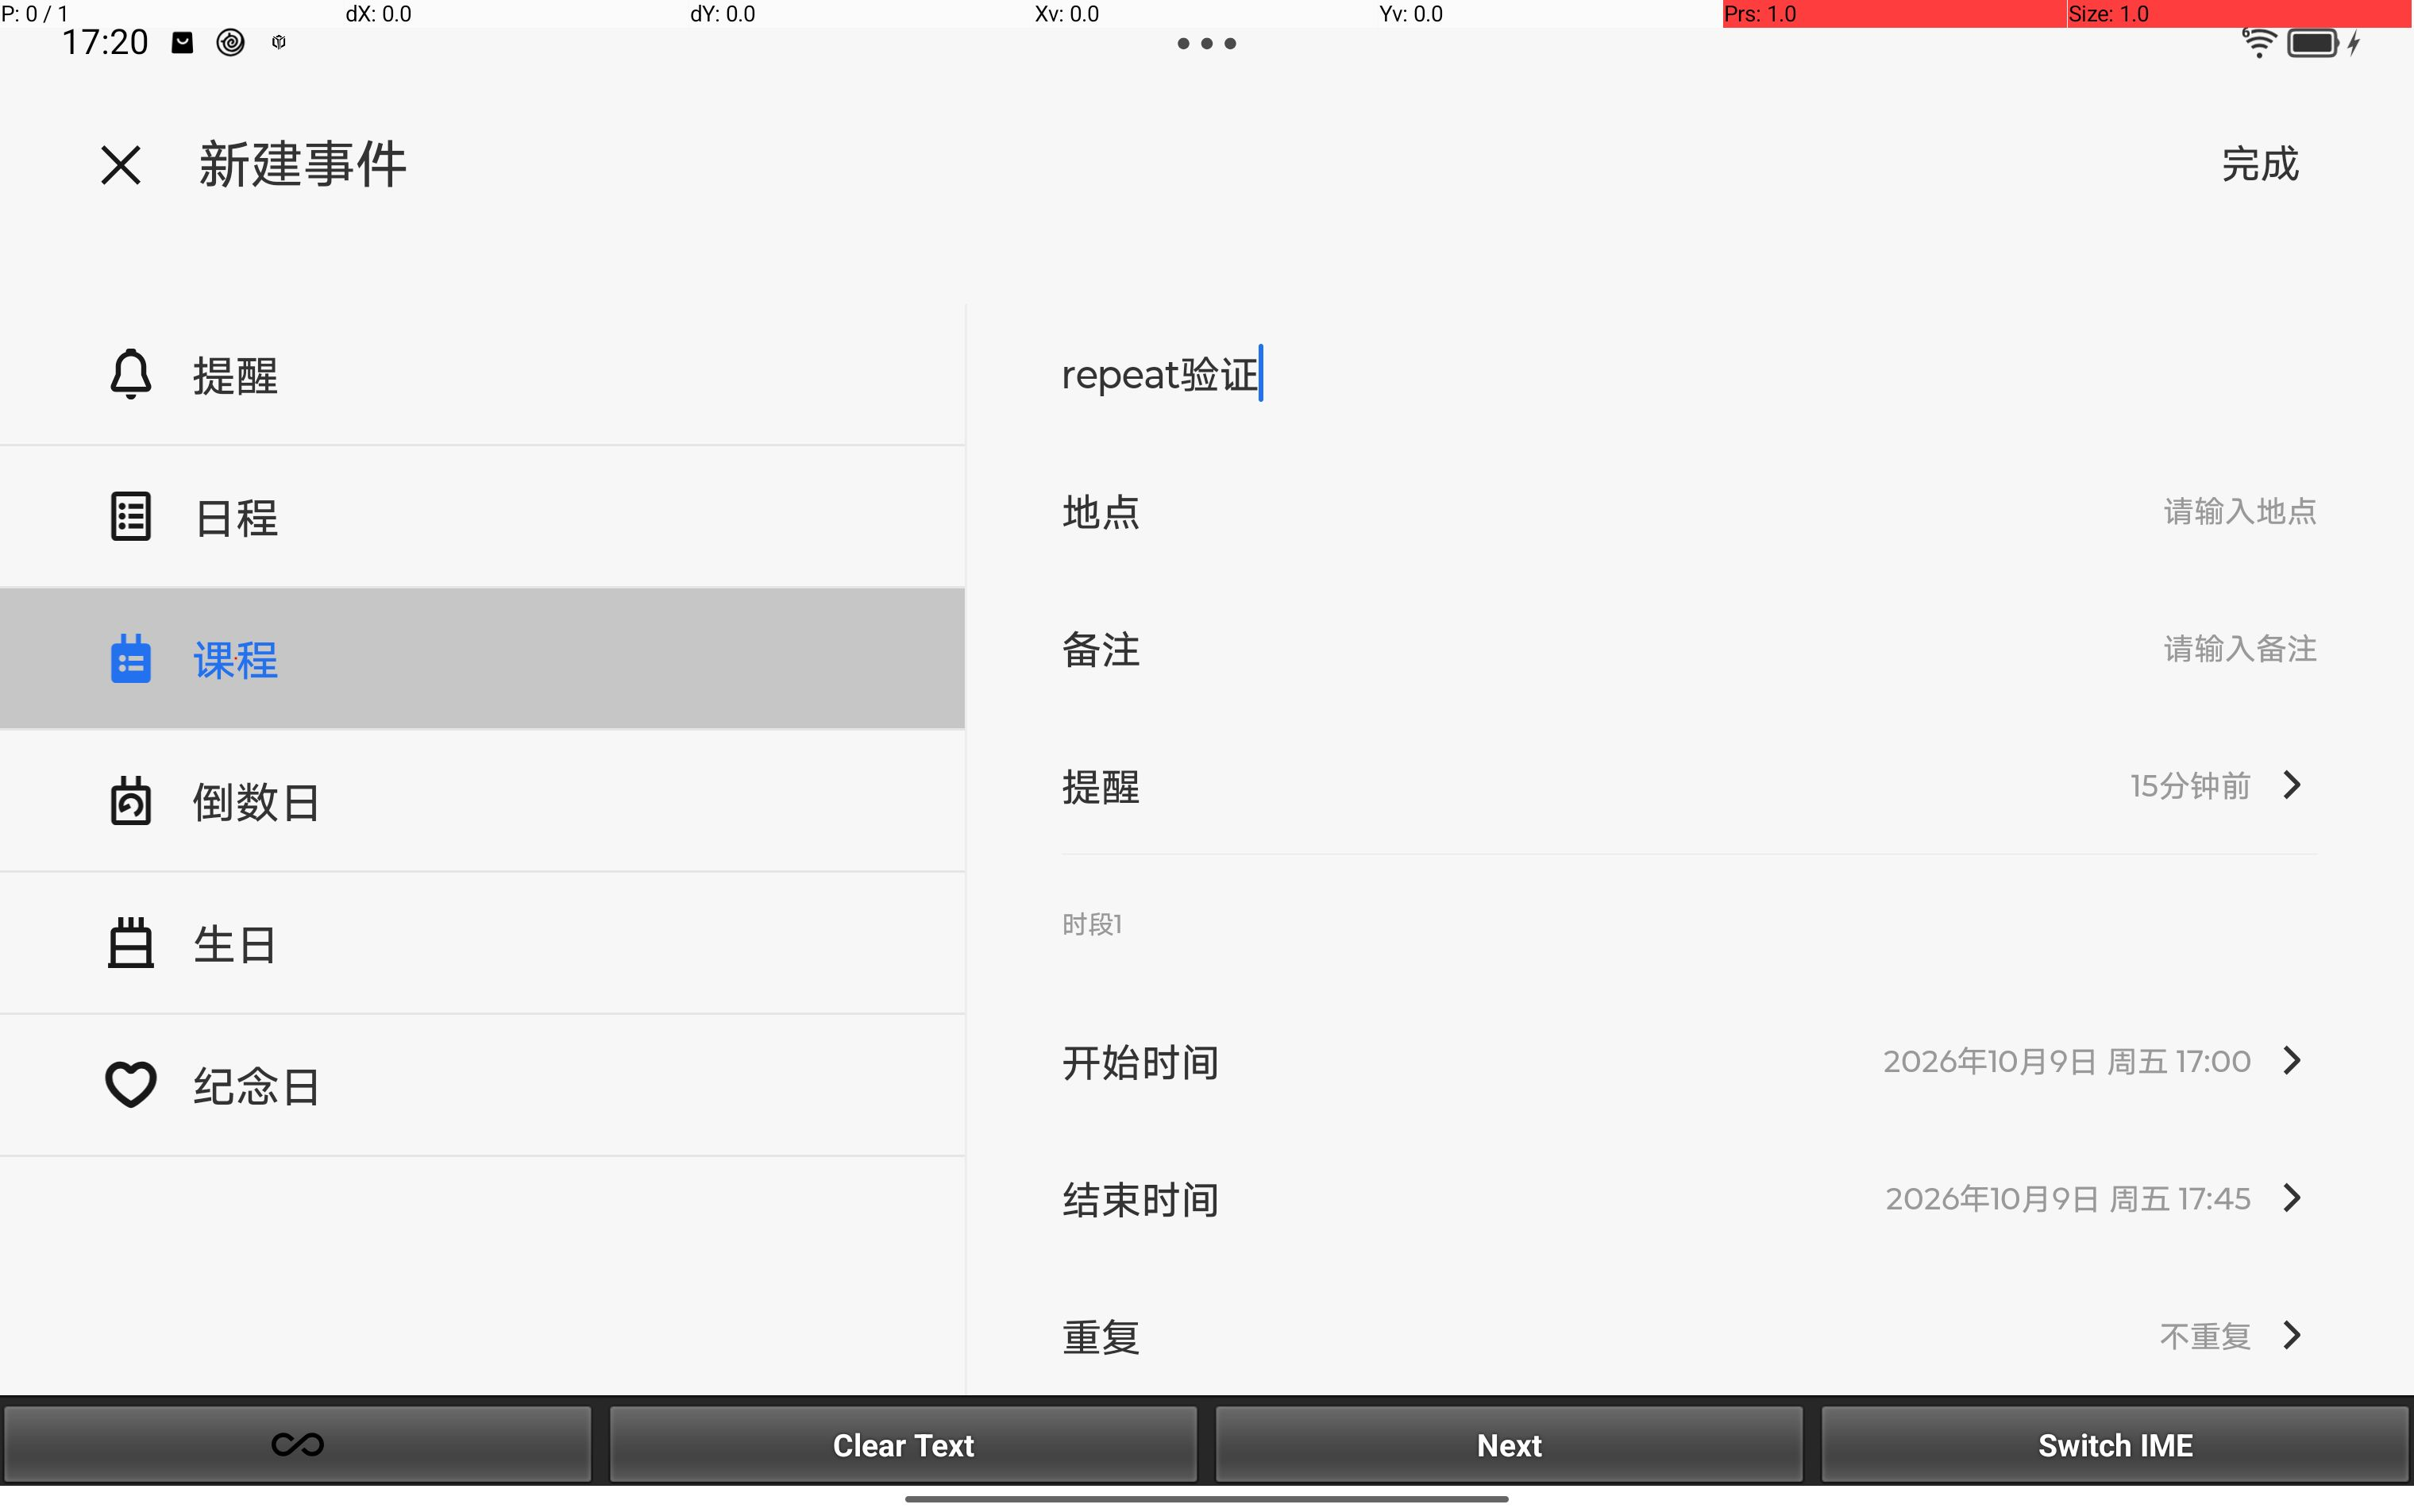 P: 0 / 1 dX: 0.0 dY: 0.0 Xv: 0.0 Yv: 0.0 Prs: 1.0 Size: 1.0
17:20
新建事件 完成
提醒
日程
课程
倒数日
生日
纪念日
repeat验证
地点 请输入地点
备注 请输入备注
提醒 15分钟前
时段1
开始时间 2026年10月9日 周五 17:00
结束时间 2026年10月9日 周五 17:45
重复 不重复
Clear Text Next Switch IME